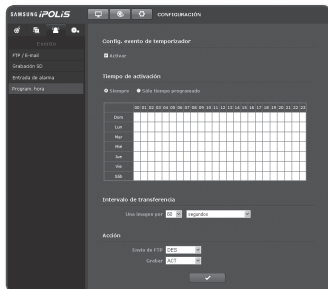 SAMSUNG iPOLiS
CONFIGURACIÓN
Evento
FTP / E-mail
Grabación SD
Entrada de alarma
Program. hora
Config. evento de temporizador
Activar
Tiempo de activación
Siempre
Sólo tiempo programado
00 01 02 03 04 05 06 07 08 09 10 11 12 13 14 15 16 17 18 19 20 21 22 23
Dom
Lun
Mar
Mié
Jue
Vie
Sáb
Intervalo de transferencia
Una imagen por 60 segundos
Acción
Envío de FTP DES
Grabar ACT